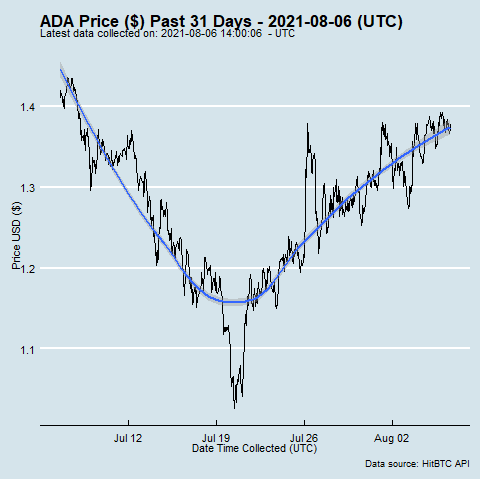 ADA Price ($) Past 31 Days - 2021-08-06 (UTC)
Latest data collected on: 2021-08-06 14:00:06 - UTC
Price USD ($)
1.4
1.3
1.2
1.1
Jul 12 Jul 19 Jul 26 Aug 02
Date Time Collected (UTC)
Data source: HitBTC API